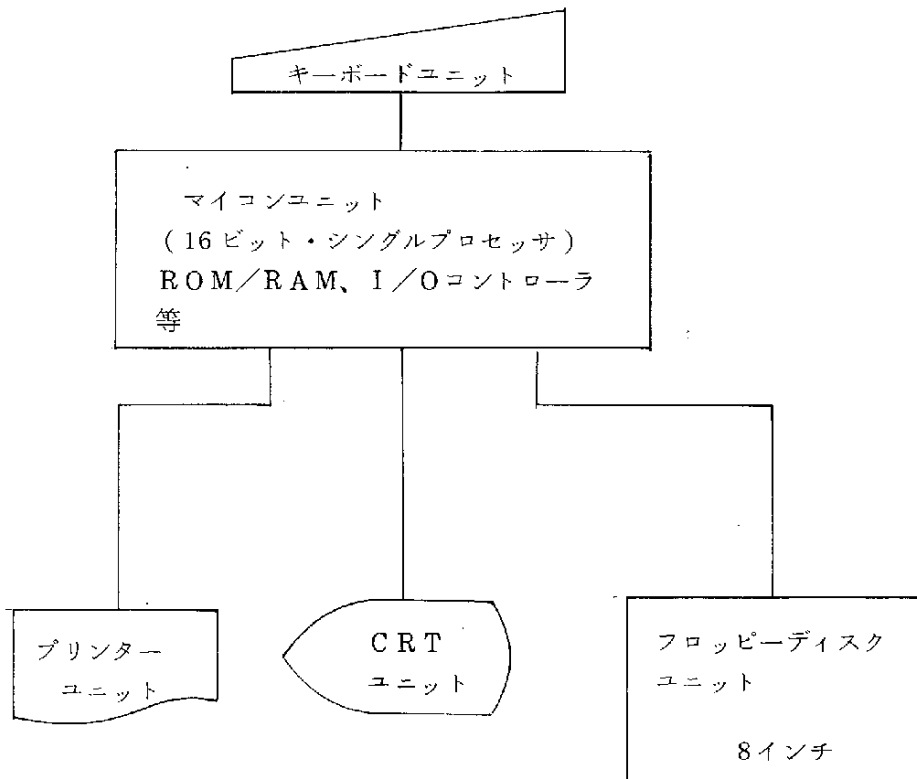 キーボードユニット
マイコンユニット
(16ビット・シングルプロセッサ)
ROM/RAM、I/Oコントローラ
等
プリンター
ユニット
CRT
ユニット
フロッピーディスク
ユニット
8インチ